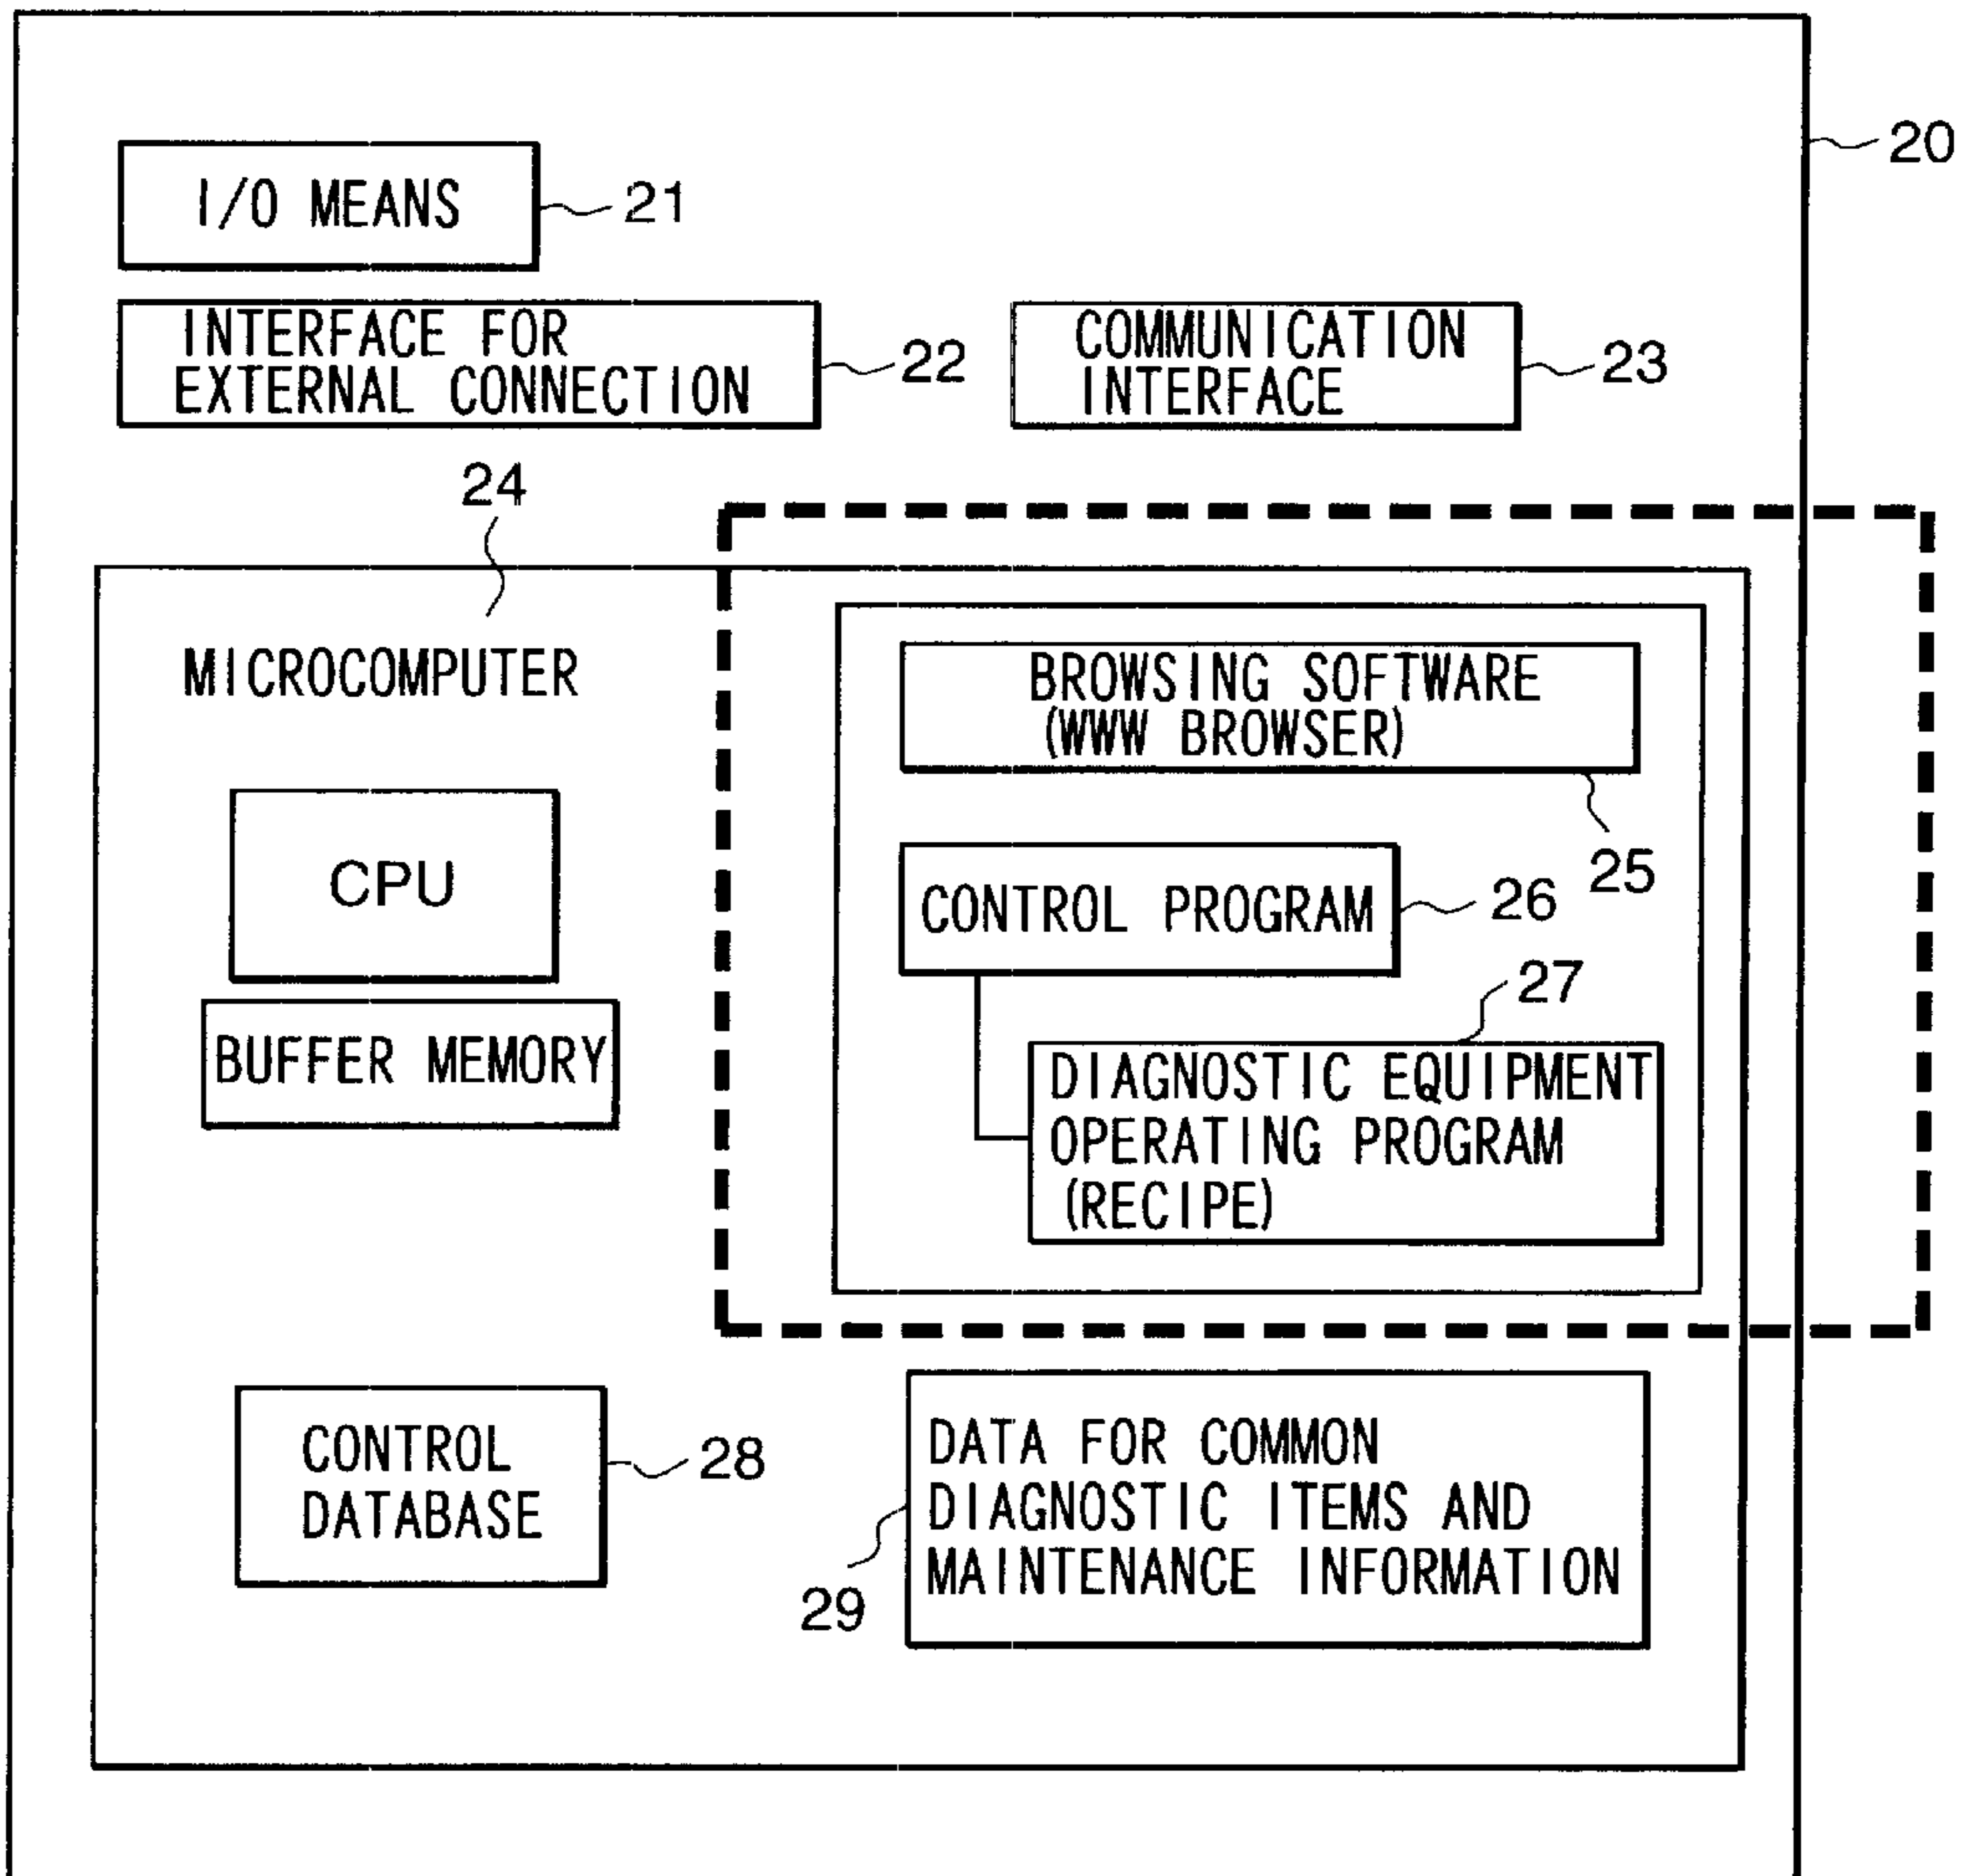 20
I/O MEANS
21
INTERFACE FOR
EXTERNAL CONNECTION
22
COMMUNICATION
INTERFACE
23
24
MICROCOMPUTER
CPU
BUFFER MEMORY
BROWSING SOFTWARE
(WWW BROWSER)
25
CONTROL PROGRAM
26
27
DIAGNOSTIC EQUIPMENT
OPERATING PROGRAM
(RECIPE)
CONTROL
DATABASE
28
DATA FOR COMMON
DIAGNOSTIC ITEMS AND
MAINTENANCE INFORMATION
29